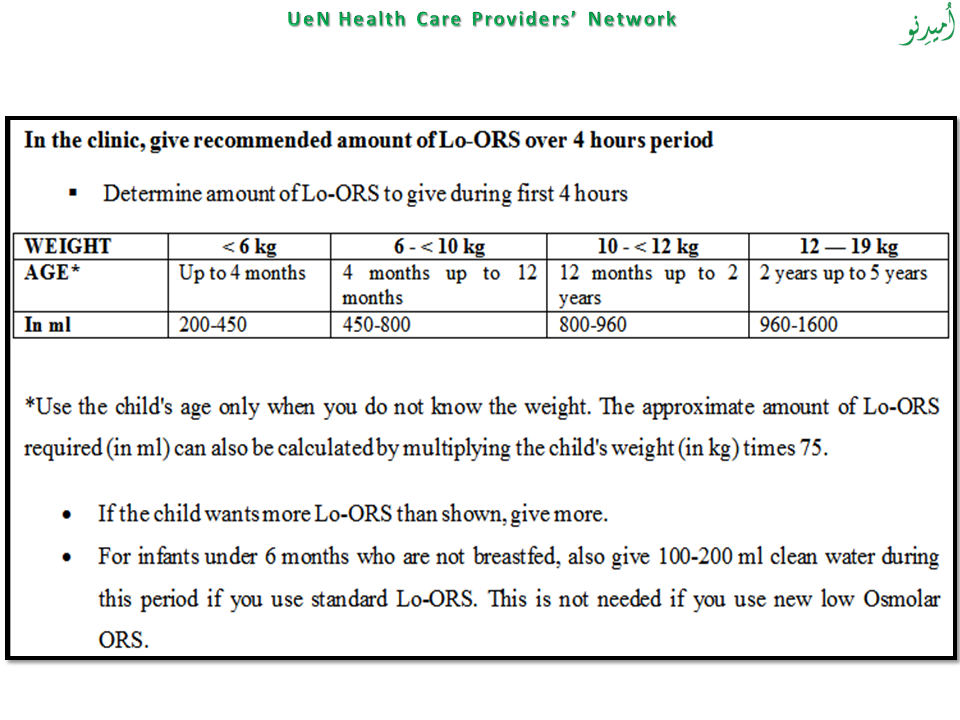 UeN Health Care Providers’ Network
اُمیدِنو
In the clinic, give recommended amount of Lo-ORS over 4 hours period
▪ Determine amount of Lo-ORS to give during first 4 hours
WEIGHT < 6 kg 6 - < 10 kg 10 - < 12 kg 12 — 19 kg
AGE* Up to 4 months 4 months up to 12 months 12 months up to 2 years 2 years up to 5 years
In ml 200-450 450-800 800-960 960-1600
*Use the child's age only when you do not know the weight. The approximate amount of Lo-ORS
required (in ml) can also be calculated by multiplying the child's weight (in kg) times 75.
• If the child wants more Lo-ORS than shown, give more.
• For infants under 6 months who are not breastfed, also give 100-200 ml clean water during
this period if you use standard Lo-ORS. This is not needed if you use new low Osmolar
ORS.